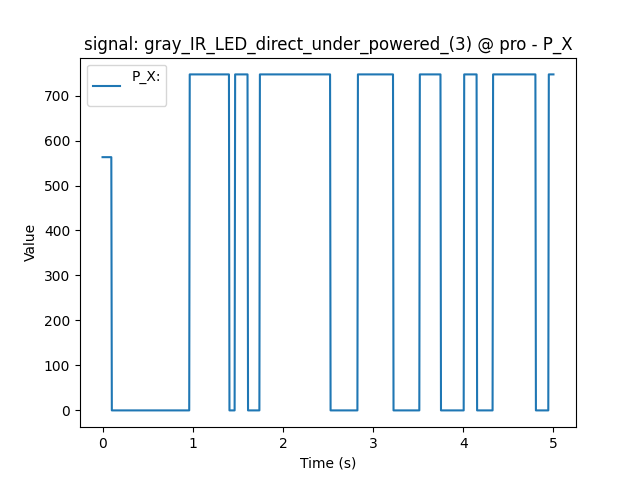 signal: gray_IR_LED_direct_under_powered_(3) @ pro - P_X
P_X:
Value
700
600
500
400
300
200
100
0
0 1 2 3 4 5
Time (s)